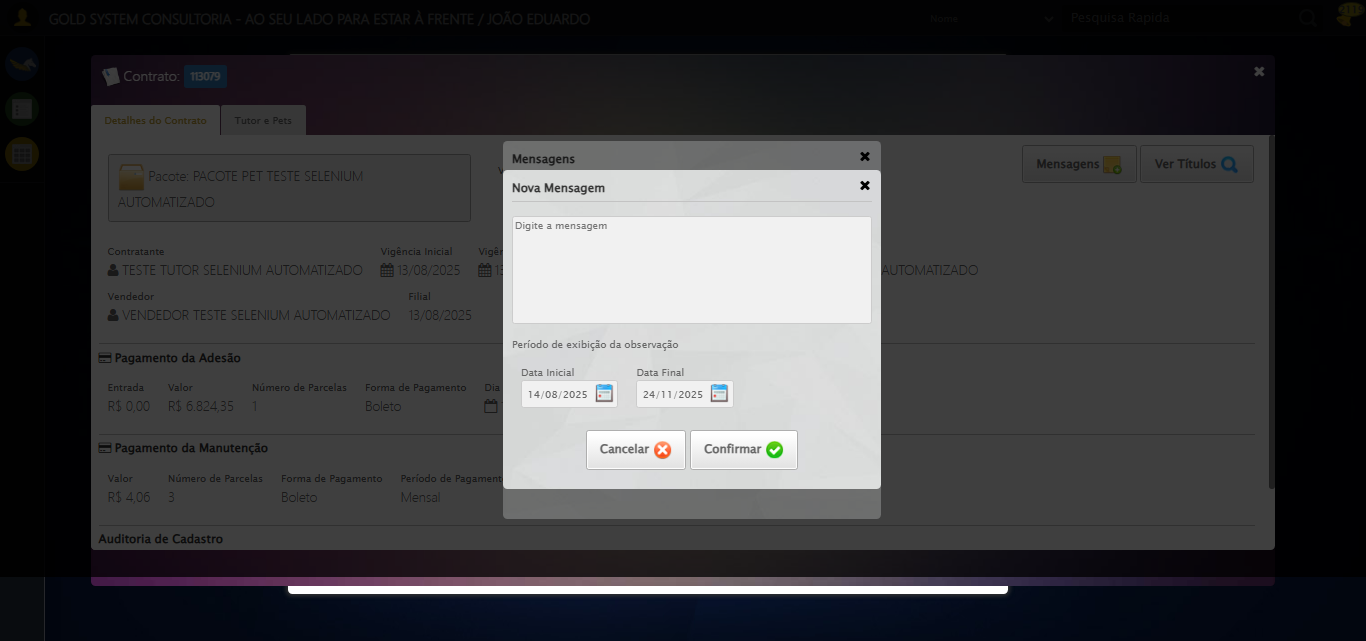 GOLD SYSTEM CONSULTORIA - AO SEU LADO PARA ESTAR À FRENTE / JOÃO EDUARDO
Nome
Pesquisa Rapida
Contrato: 113079
Detalhes do Contrato
Tutor e Pets
Pacote: PACOTE PET TESTE SELENIUM
AUTOMATIZADO
Mensagens
Ver Títulos
Mensagens
Nova Mensagem
Digite a mensagem
Período de exibição da observação
Data Inicial
Data Final
14/08/2025
24/11/2025
Cancelar
Confirmar
Contratante
Vigência Inicial
TESTE TUTOR SELENIUM AUTOMATIZADO
13/08/2025
AUTOMATIZADO
Vendedor
Filial
VENDEDOR TESTE SELENIUM AUTOMATIZADO
13/08/2025
Pagamento da Adesão
Entrada
Valor
Número de Parcelas
Forma de Pagamento
Dia
R$ 0,00
R$ 6.824,35
1
Boleto
Pagamento da Manutenção
Valor
Número de Parcelas
Forma de Pagamento
Período de Pagament
R$ 4,06
3
Boleto
Mensal
Auditoria de Cadastro